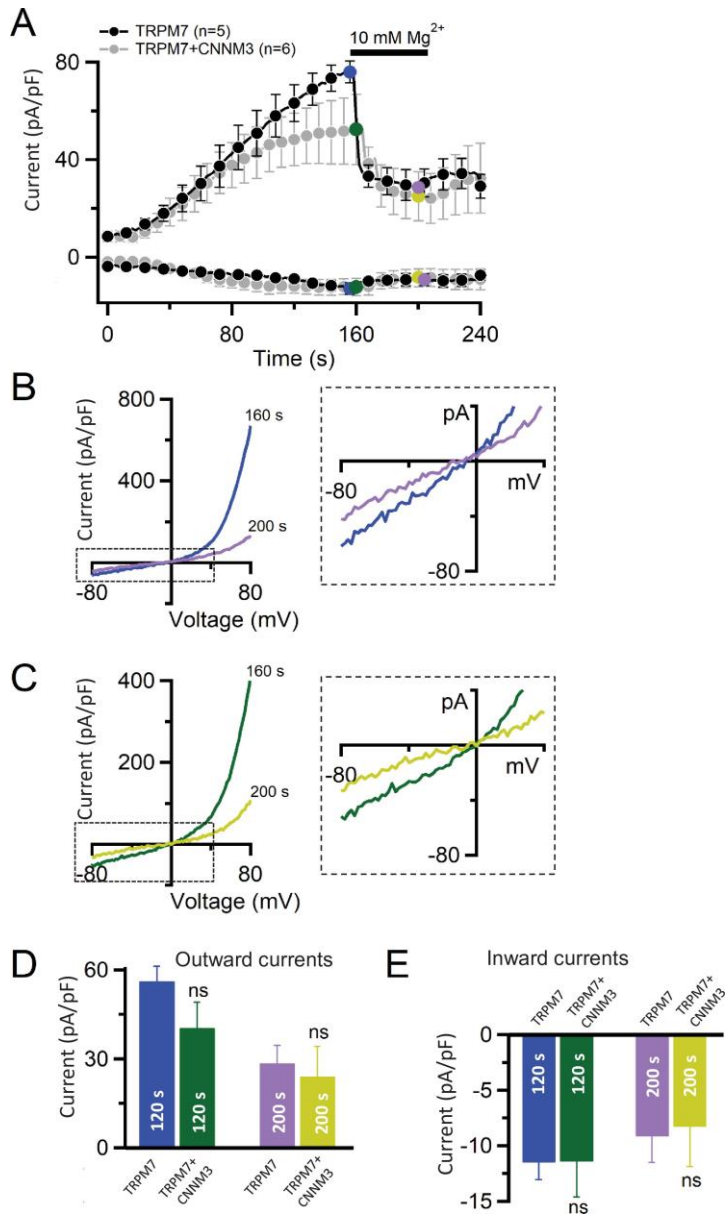 A
TRPM7 (n=5)
TRPM7+CNNM3 (n=6)
10 mM Mg2+
80
40
0
Current (pA/pF)
0 80 160 240
Time (s)
B
800
400
0
Current (pA/pF)
160 s
200 s
-80 80
Voltage (mV)
pA
-80 mV
-80
C
400
200
0
Current (pA/pF)
160 s
200 s
-80 80
Voltage (mV)
pA
-80 mV
-80
D
Outward currents
60
30
0
Current (pA/pF)
ns
ns
120 s 120 s 200 s 200 s
TRPM7 TRPM7+ CNNM3 TRPM7 TRPM7+ CNNM3
E
Inward currents
TRPM7 TRPM7+ CNNM3 TRPM7 TRPM7+ CNNM3
0
-5
-10
-15
Current (pA/pF)
120 s 120 s 200 s 200 s
ns
ns